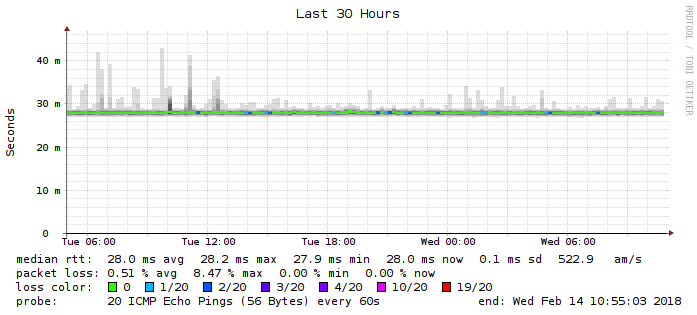 Last 30 Hours
RRDTOOL / TOBI OETIKER
Seconds
40 m
30 m
20 m
10 m
0
Tue 06:00 Tue 12:00 Tue 18:00 Wed 00:00 Wed 06:00
median rtt: 28.0 ms avg 28.2 ms max 27.9 ms min 28.0 ms now 0.1 ms sd 522.9 am/s
packet loss: 0.51 % avg 8.47 % max 0.00 % min 0.00 % now
loss color: 0 1/20 2/20 3/20 4/20 10/20 19/20
probe: 20 ICMP Echo Pings (56 Bytes) every 60s end: Wed Feb 14 10:55:03 2018